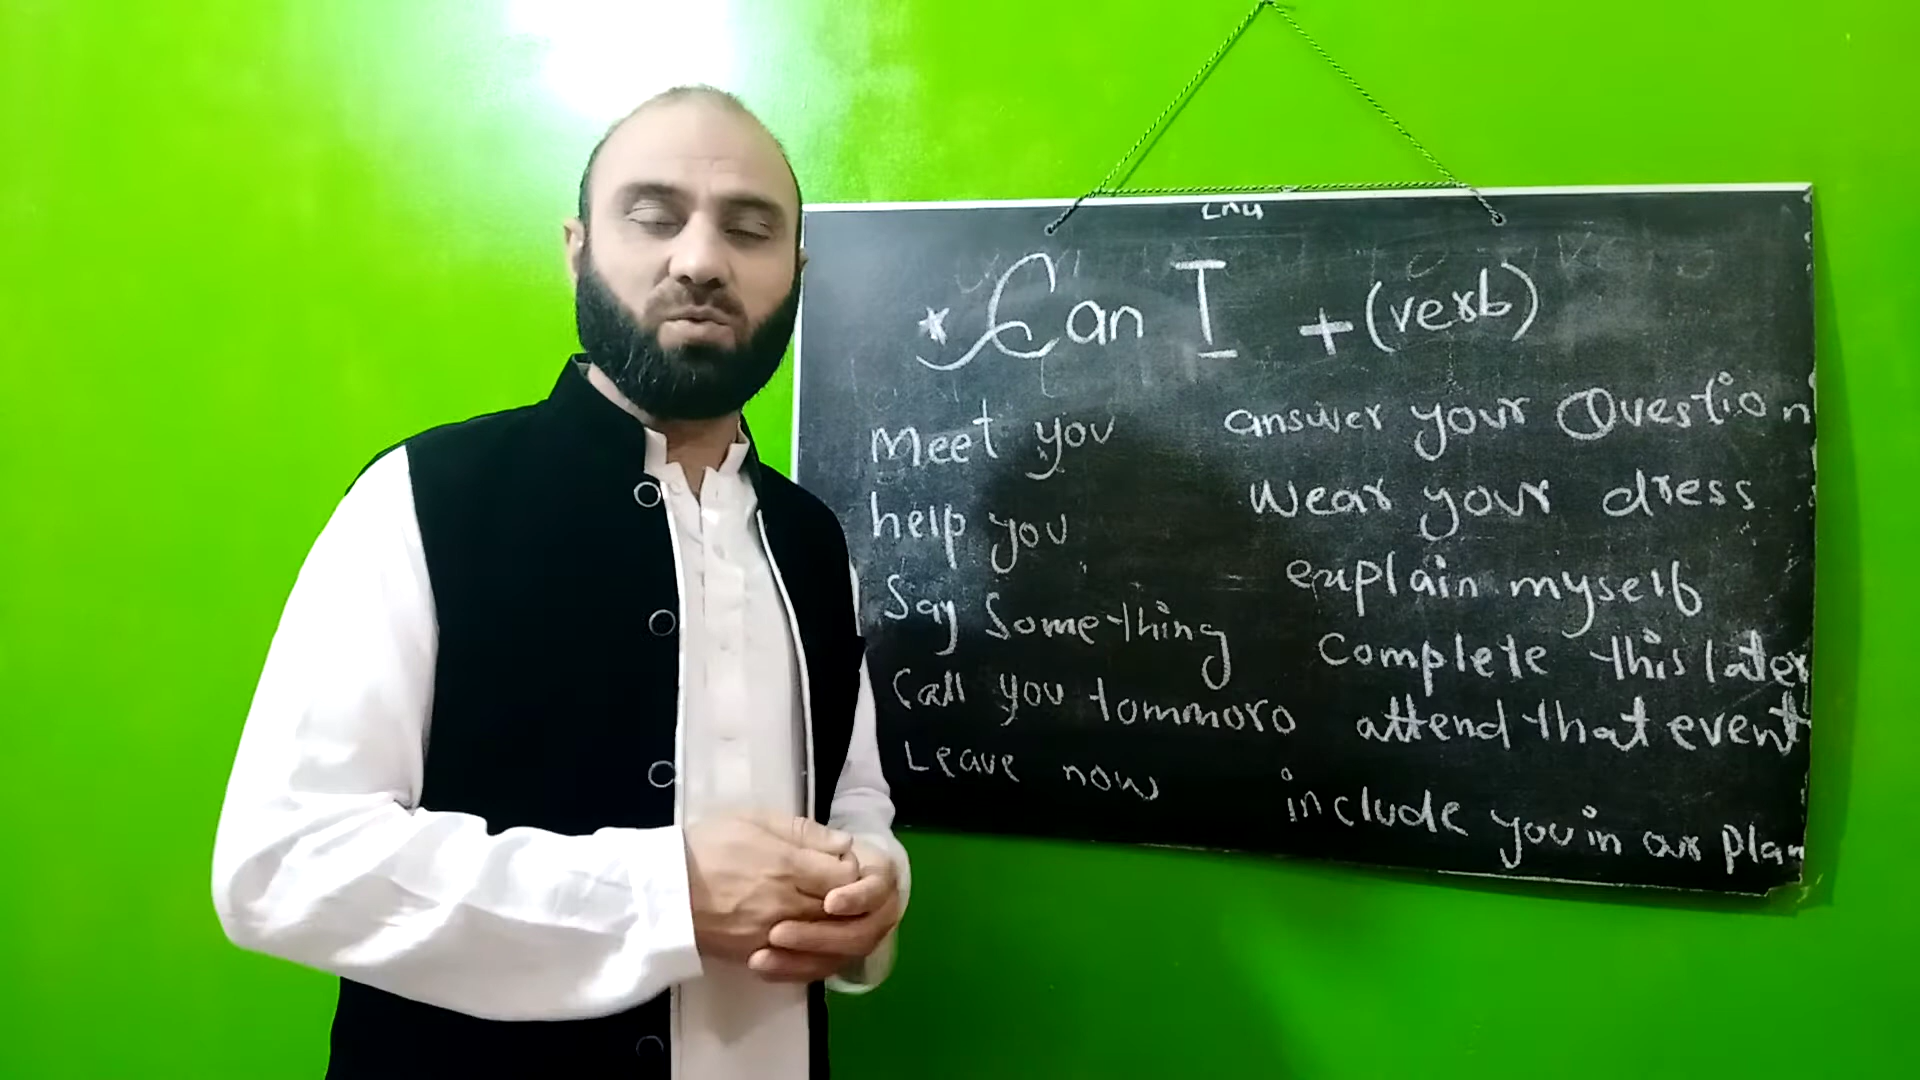 * Can I + (verb)
Meet you
help you
Say Something
Call you tommoro
Leave now
answer your Question
Wear your dress
explain myself
Complete this later
attend that event
include you in our Plan